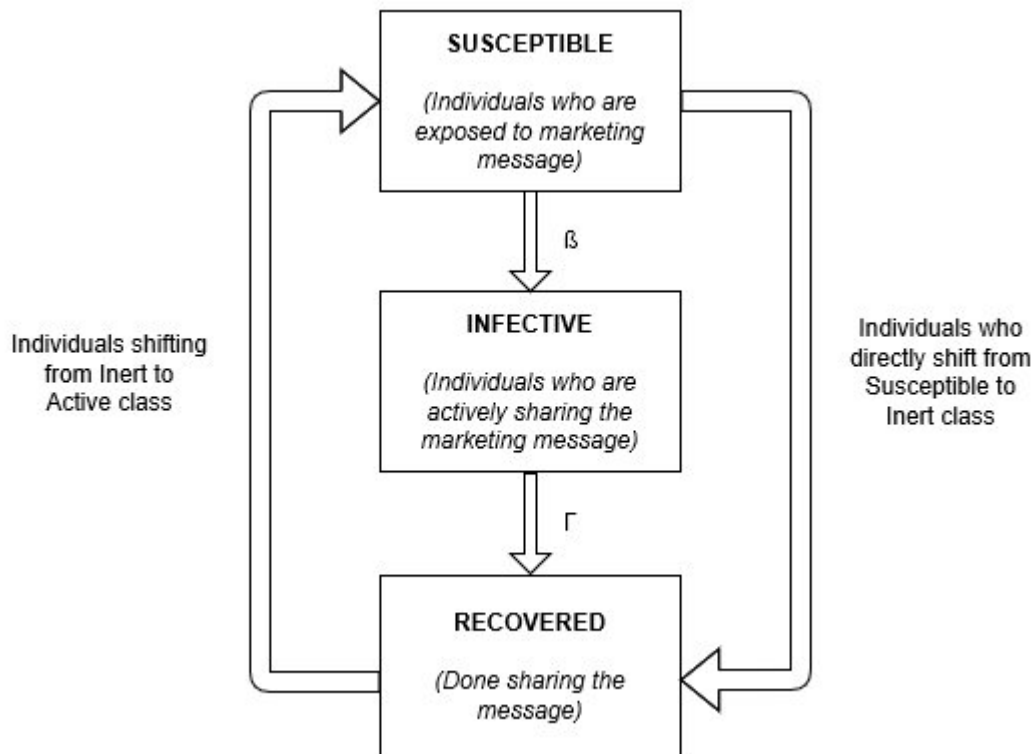 SUSCEPTIBLE
(Individuals who are
exposed to marketing
message)
ß
INFECTIVE
(Individuals who are
actively sharing the
marketing message)
Individuals shifting
from Inert to
Active class
Individuals who
directly shift from
Susceptible to
Inert class
Γ
RECOVERED
(Done sharing the
message)